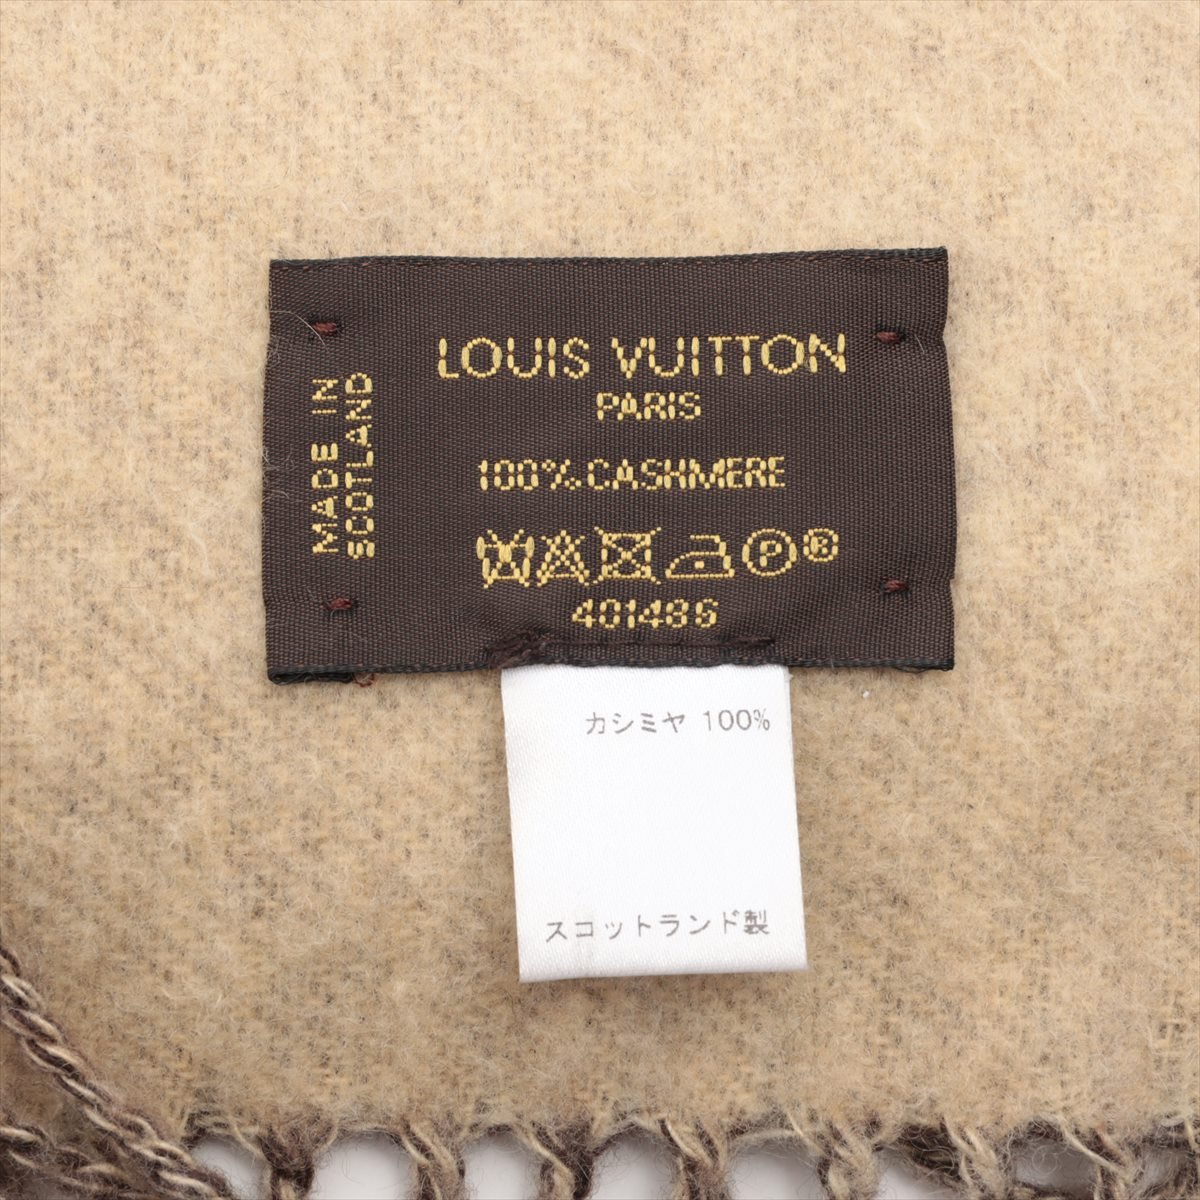 LOUIS VUITTON
PARIS
100% CASHMERE
P ®
401486
MADE IN
SCOTLAND
カシミヤ 100%
スコットランド製